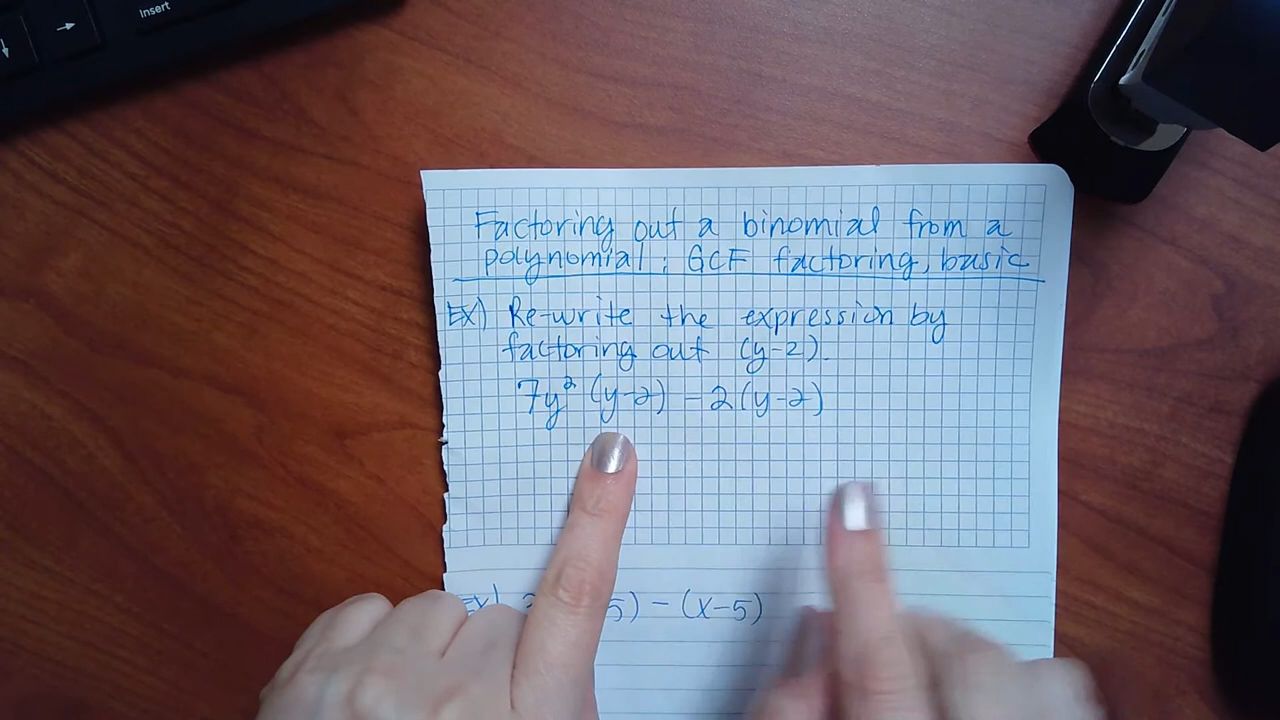 Insert
↓ →
Factoring out a binomial from a
polynomial: GCF factoring, basic
EX) Re-write the expression by
factoring out (y-2).
7y² (y-2) - 2(y-2)
EX) 5) - (x-5)